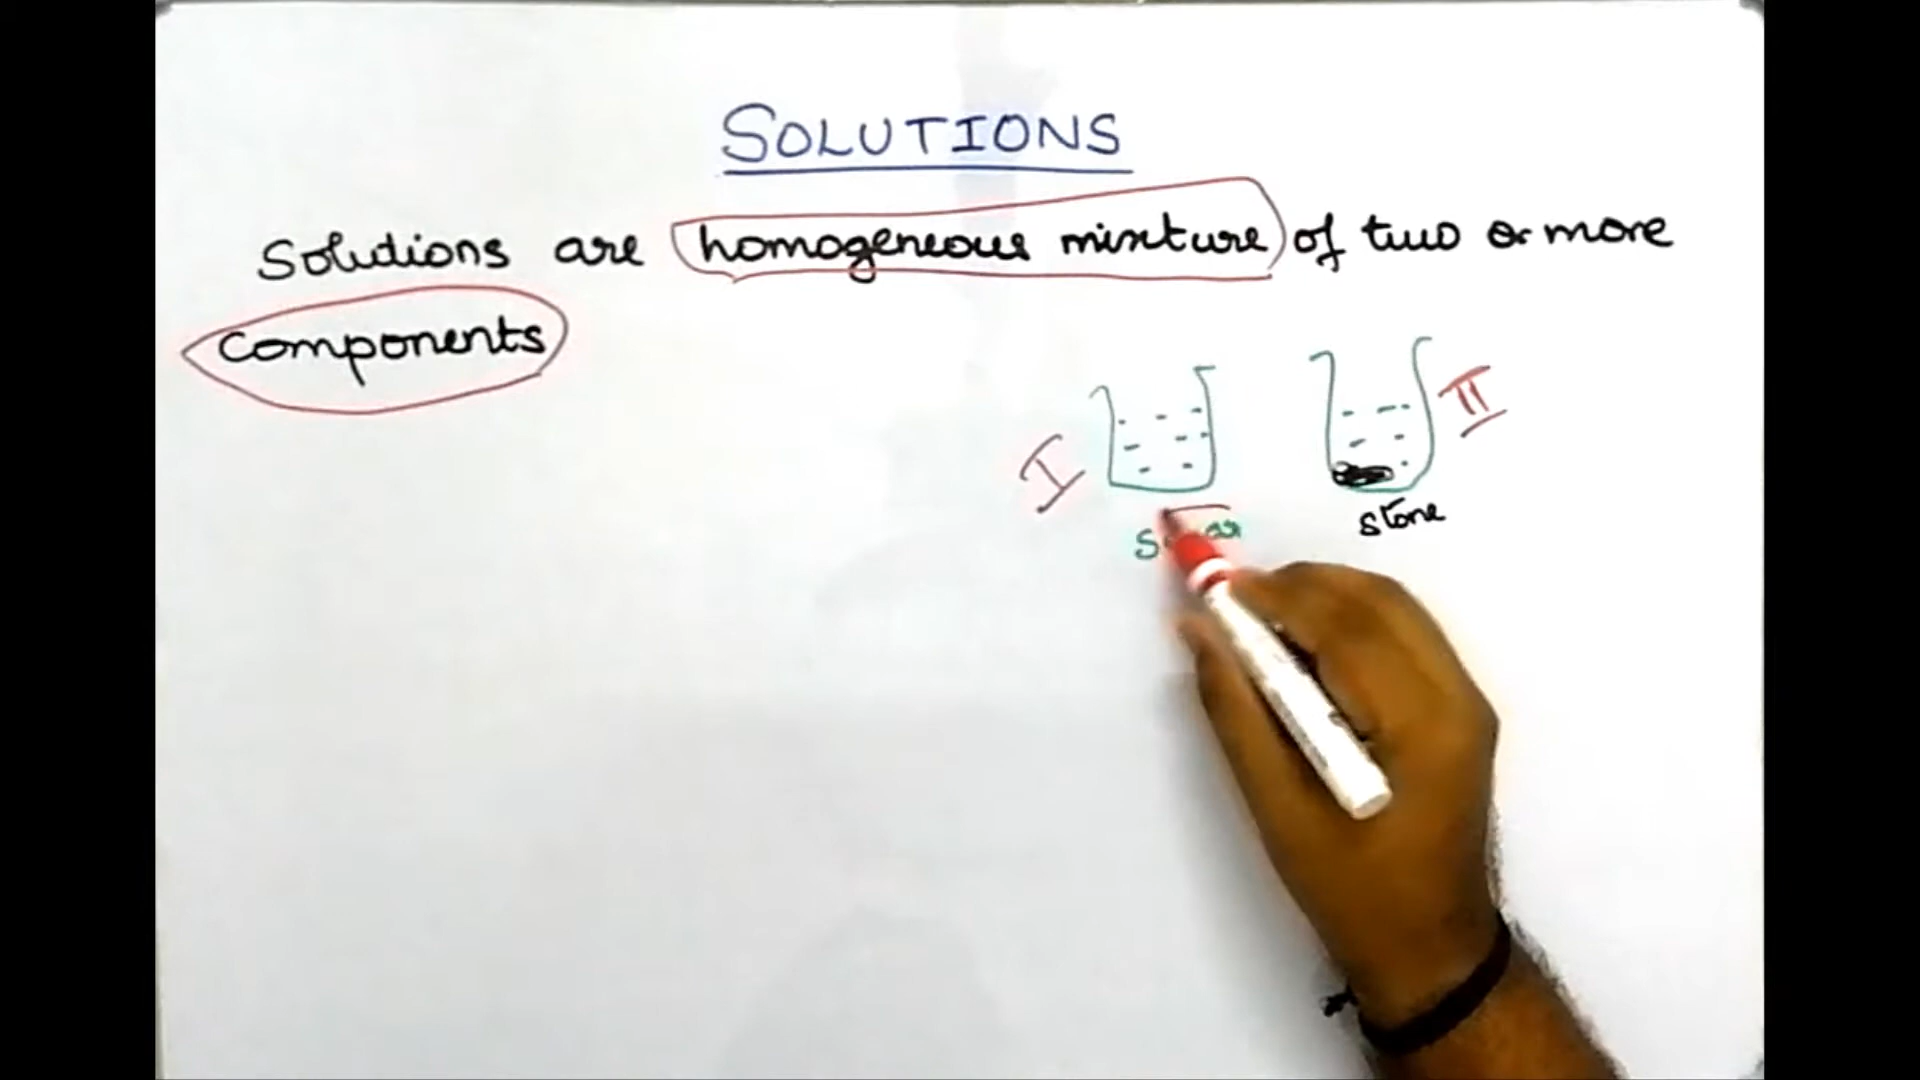 SOLUTIONS
Solutions are homogeneous mixture of two or more
components
I
II
stone